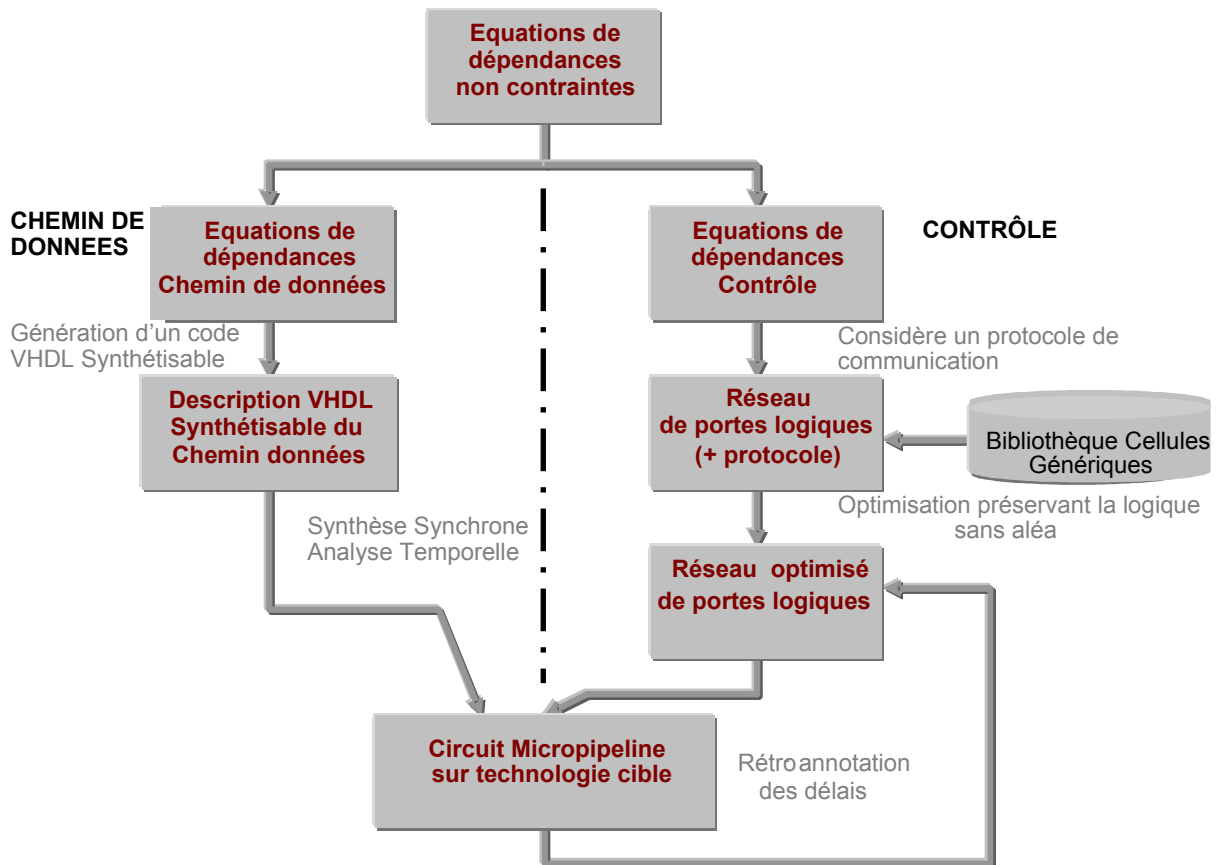 Equations de
dépendances
non contraintes
CHEMIN DE
DONNEES
Equations de
dépendances
Chemin de données
Equations de
dépendances
Contrôle
CONTRÔLE
Génération d'un code
VHDL Synthétisable
Considère un protocole de
communication
Description VHDL
Synthétisable du
Chemin données
Réseau
de portes logiques
(+ protocole)
Bibliothèque Cellules
Génériques
Synthèse Synchrone
Analyse Temporelle
Optimisation préservant la logique
sans aléa
Réseau optimisé
de portes logiques
Circuit Micropipeline
sur technologie cible
Rétroannotation
des délais